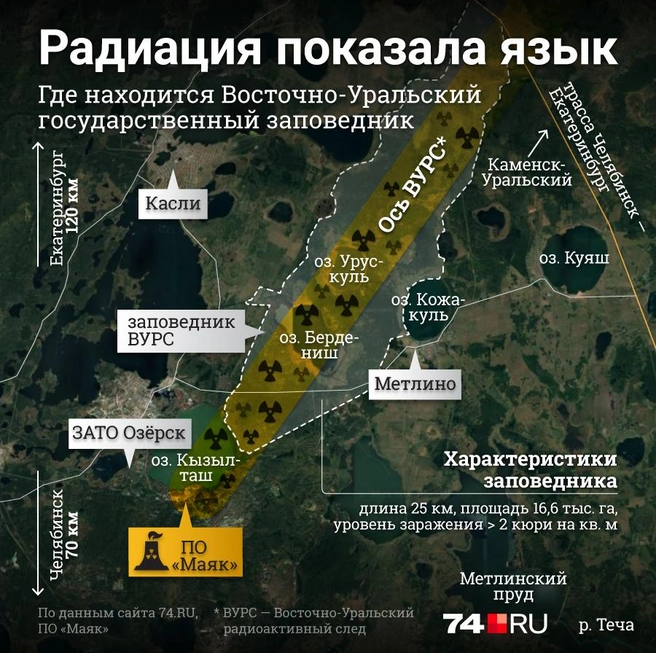 Радиация показала язык
Где находится Восточно-Уральский
государственный заповедник
трасса Челябинск –
Екатеринбург
Екатеринбург
120 км
Каменск-
Уральский
Касли
Ось ВУРС*
оз. Куяш
оз. Урус-
куль
оз. Кожа-
куль
заповедник
ВУРС
оз. Берде-
ниш
Метлино
ЗАТО Озёрск
оз. Кызыл-
таш
Характеристики
заповедника
длина 25 км, площадь 16,6 тыс. га,
уровень заражения > 2 кюри на кв. м
Челябинск
70 км
ПО
«Маяк»
Метлинский
пруд
По данным сайта 74.RU,
ПО «Маяк»
* ВУРС — Восточно-Уральский
радиоактивный след
74 RU
р. Теча